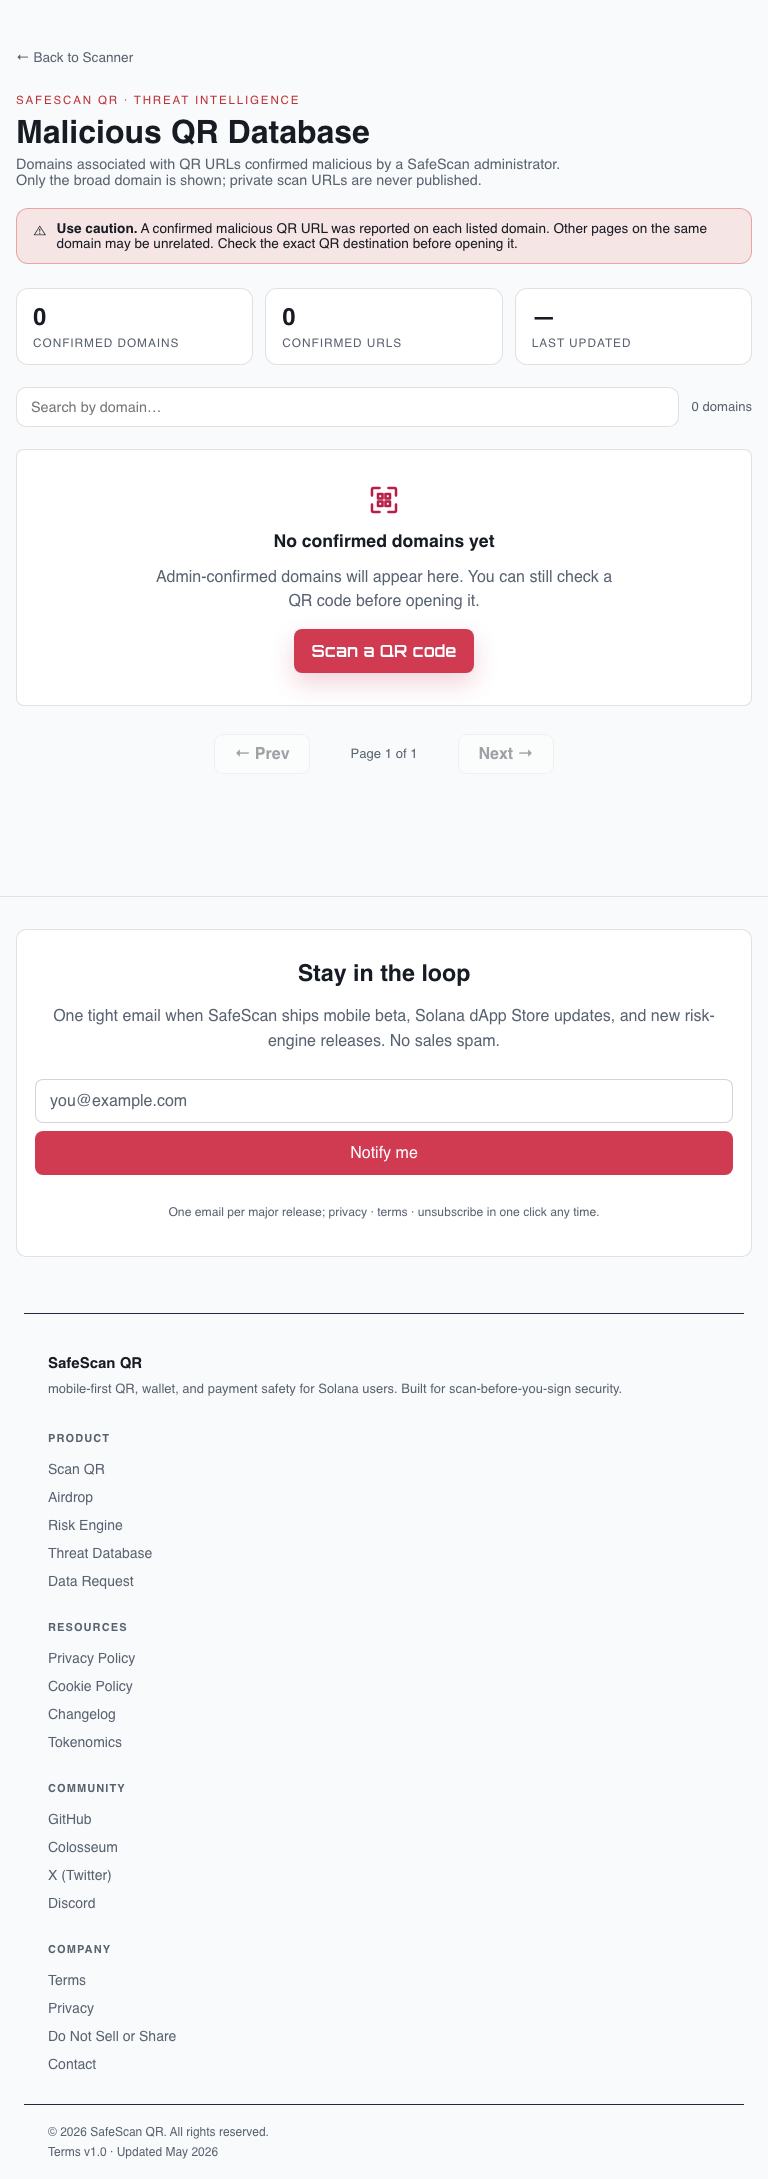 ← Back to Scanner
SAFESCAN QR · THREAT INTELLIGENCE
Malicious QR Database
Domains associated with QR URLs confirmed malicious by a SafeScan administrator.
Only the broad domain is shown; private scan URLs are never published.
⚠ Use caution. A confirmed malicious QR URL was reported on each listed domain. Other pages on the same
domain may be unrelated. Check the exact QR destination before opening it.
0
CONFIRMED DOMAINS
0
CONFIRMED URLS
—
LAST UPDATED
Search by domain...
0 domains
No confirmed domains yet
Admin-confirmed domains will appear here. You can still check a
QR code before opening it.
Scan a QR code
← Prev
Page 1 of 1
Next →
Stay in the loop
One tight email when SafeScan ships mobile beta, Solana dApp Store updates, and new risk-
engine releases. No sales spam.
you@example.com
Notify me
One email per major release; privacy · terms · unsubscribe in one click any time.
SafeScan QR
mobile-first QR, wallet, and payment safety for Solana users. Built for scan-before-you-sign security.
PRODUCT
Scan QR
Airdrop
Risk Engine
Threat Database
Data Request
RESOURCES
Privacy Policy
Cookie Policy
Changelog
Tokenomics
COMMUNITY
GitHub
Colosseum
X (Twitter)
Discord
COMPANY
Terms
Privacy
Do Not Sell or Share
Contact
© 2026 SafeScan QR. All rights reserved.
Terms v1.0 · Updated May 2026